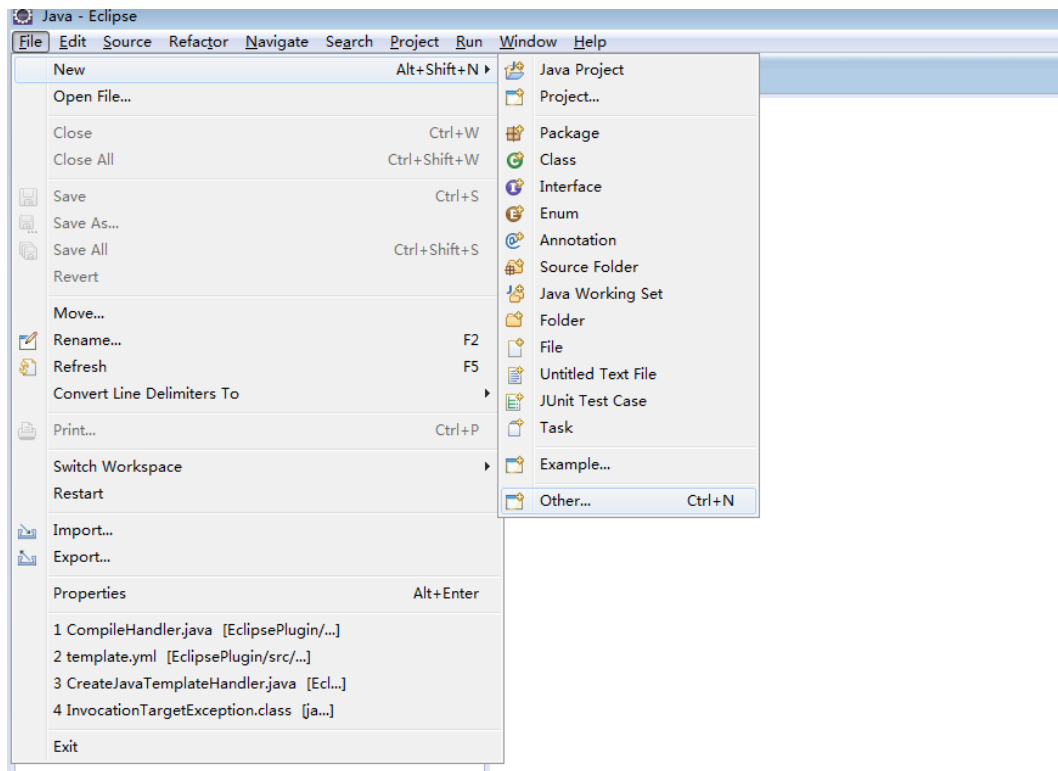 Java - Eclipse
File Edit Source Refactor Navigate Search Project Run Window Help
New Alt+Shift+N
Open File...
Close Ctrl+W
Close All Ctrl+Shift+W
Save Ctrl+S
Save As...
Save All Ctrl+Shift+S
Revert
Move...
Rename... F2
Refresh F5
Convert Line Delimiters To
Print... Ctrl+P
Switch Workspace
Restart
Import...
Export...
Properties Alt+Enter
1 CompileHandler.java [EclipsePlugin/...]
2 template.yml [EclipsePlugin/src/...]
3 CreateJavaTemplateHandler.java [Ecl...]
4 InvocationTargetException.class [ja...]
Exit
Java Project
Project...
Package
Class
Interface
Enum
Annotation
Source Folder
Java Working Set
Folder
File
Untitled Text File
JUnit Test Case
Task
Example...
Other... Ctrl+N